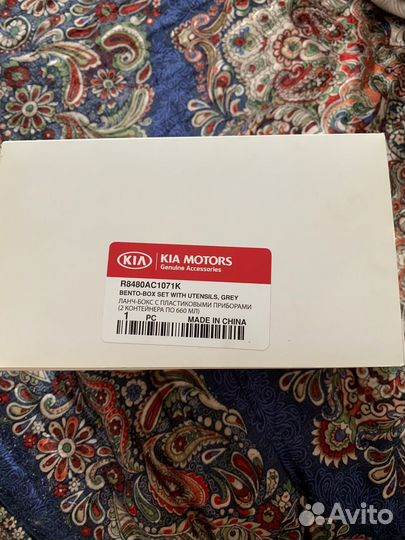 KIA KIA MOTORS
Genuine Accessories
R8480AC1071K
BENTO-BOX SET WITH UTENSILS, GREY
ЛАНЧ-БОКС С ПЛАСТИКОВЫМИ ПРИБОРАМИ
(2 КОНТЕЙНЕРА ПО 660 МЛ)
1 PC MADE IN CHINA
Avito